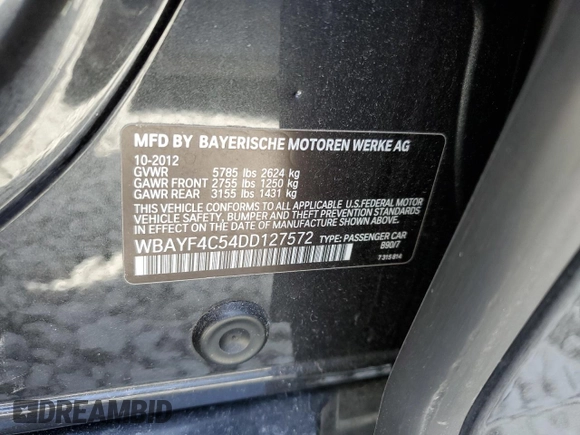 MFD BY BAYERISCHE MOTOREN WERKE AG
10-2012
GVWR 5785 lbs 2624 kg
GAWR FRONT 2755 lbs 1250 kg
GAWR REAR 3155 lbs 1431 kg
THIS VEHICLE CONFORMS TO ALL APPLICABLE U.S.FEDERAL MOTOR
VEHICLE SAFETY, BUMPER, AND THEFT PREVENTION STANDARDS
IN EFFECT ON THE DATE OF MANUFACTURE SHOWN ABOVE.
WBAYF4C54DD127572 TYPE: PASSENGER CAR
B90/7
7 315 814
DREAMBID